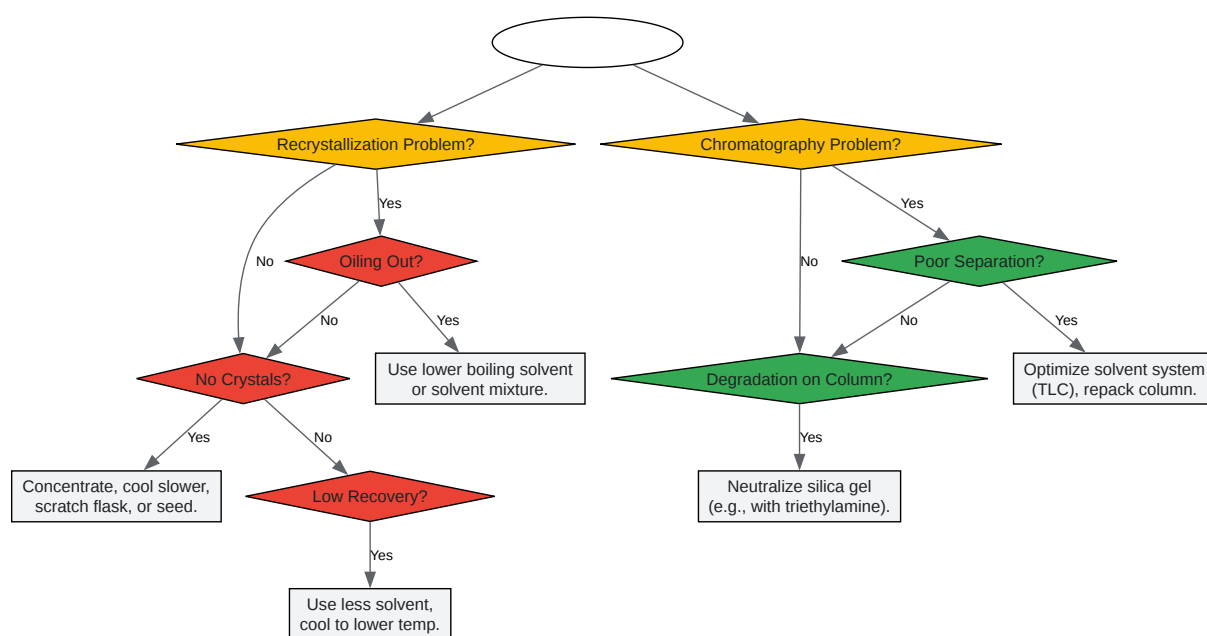 Recrystallization Problem?
Chromatography Problem?
Yes
Yes
No
Oiling Out?
No
Poor Separation?
No
Yes
No
Yes
No Crystals?
Use lower boiling solvent
or solvent mixture.
Degradation on Column?
Optimize solvent system
(TLC), repack column.
Yes
No
Yes
Concentrate, cool slower,
scratch flask, or seed.
Low Recovery?
Neutralize silica gel
(e.g., with triethylamine).
Yes
Use less solvent,
cool to lower temp.